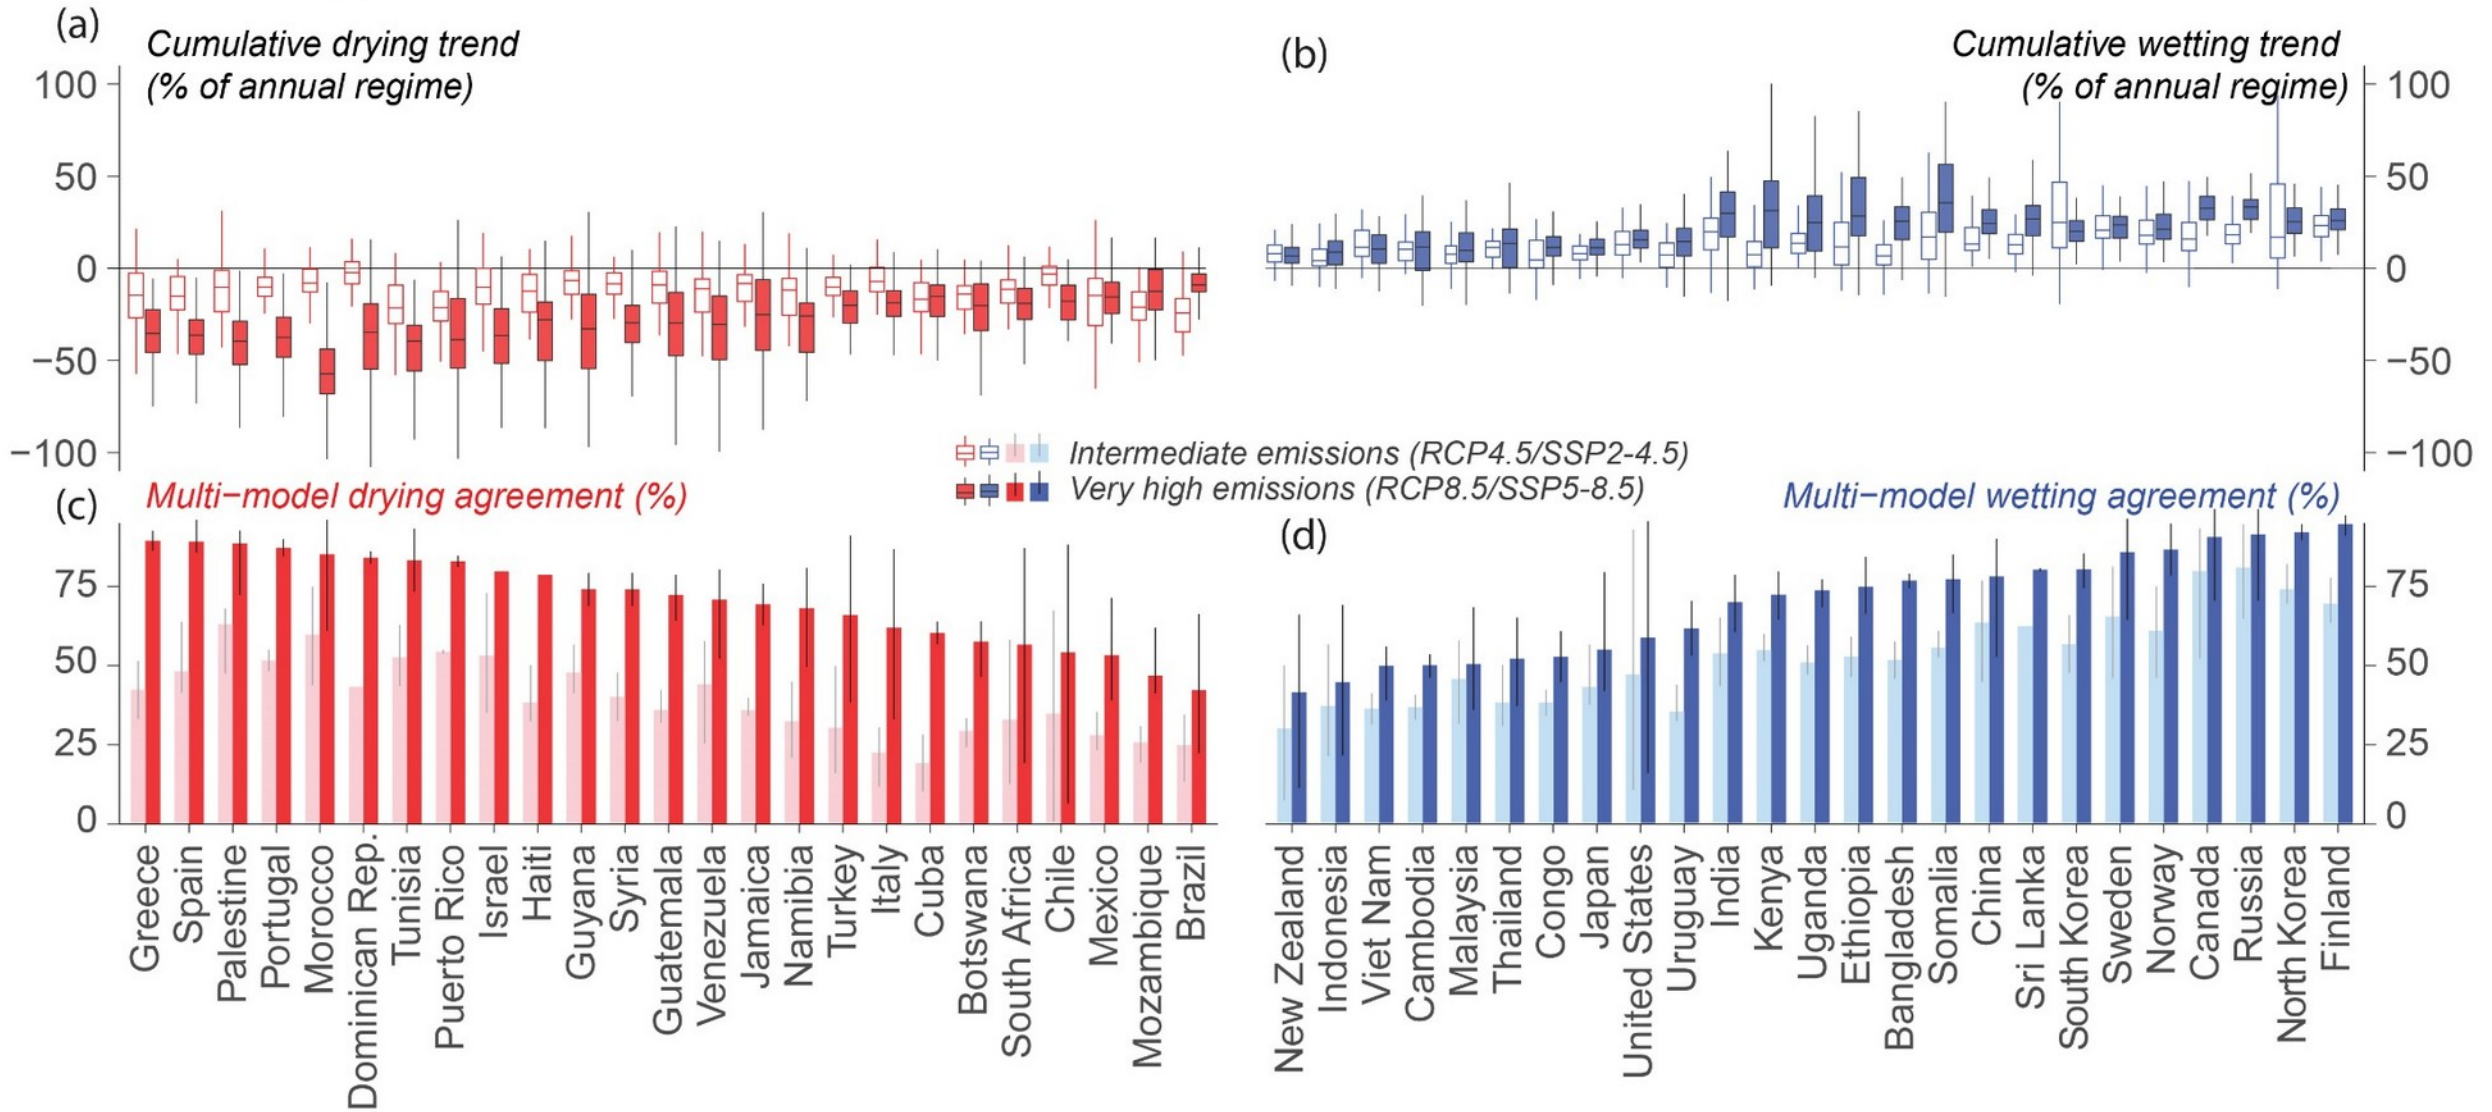 (a)
Cumulative drying trend
(% of annual regime)
100
50
0
−50
−100
(b)
Cumulative wetting trend
(% of annual regime)
100
50
0
−50
−100
Intermediate emissions (RCP4.5/SSP2-4.5)
Very high emissions (RCP8.5/SSP5-8.5)
(c)
Multi−model drying agreement (%)
75
50
25
0
Greece
Spain
Palestine
Portugal
Morocco
Dominican Rep.
Tunisia
Puerto Rico
Israel
Haiti
Guyana
Syria
Guatemala
Venezuela
Jamaica
Namibia
Turkey
Italy
Cuba
Botswana
South Africa
Chile
Mexico
Mozambique
Brazil
(d)
Multi−model wetting agreement (%)
75
50
25
0
New Zealand
Indonesia
Viet Nam
Cambodia
Malaysia
Thailand
Congo
Japan
United States
Uruguay
India
Kenya
Uganda
Ethiopia
Bangladesh
Somalia
China
Sri Lanka
South Korea
Sweden
Norway
Canada
Russia
North Korea
Finland